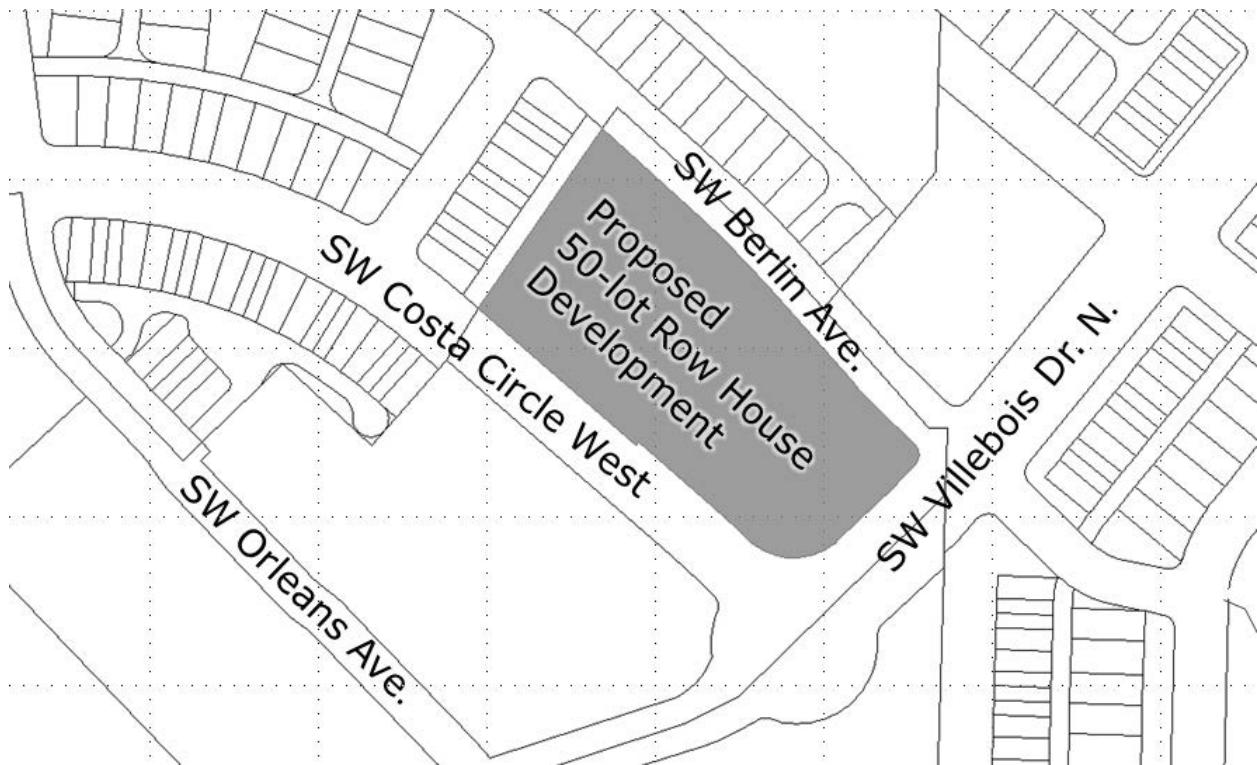 SW Berlin Ave.
Proposed
50-lot Row House
Development
SW Costa Circle West
SW Villebois Dr. N.
SW Orleans Ave.